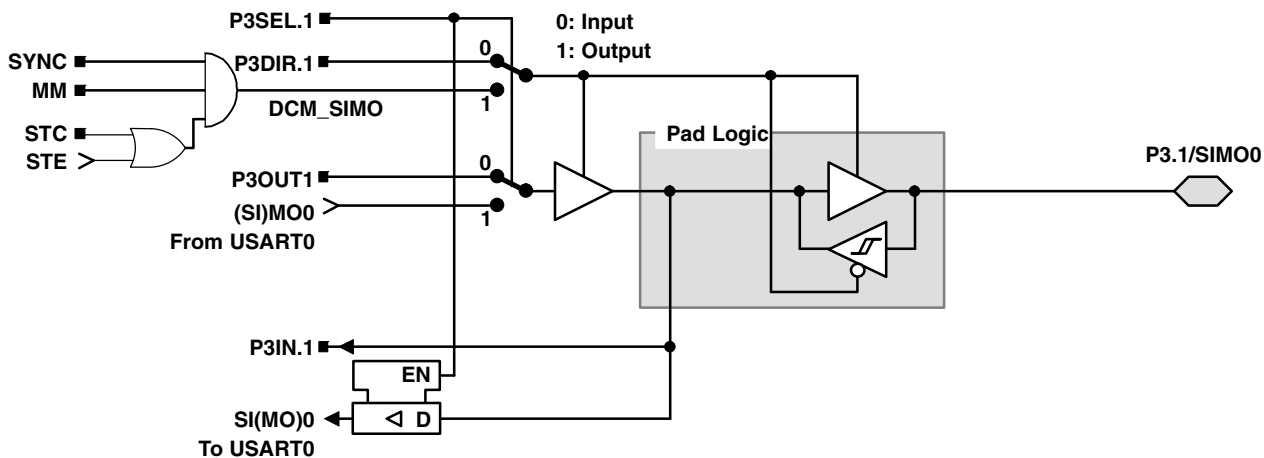 P3SEL.1
0: Input
1: Output
SYNC
P3DIR.1
0
MM
1
DCM_SIMO
STC
STE
Pad Logic
P3.1/SIMO0
P3OUT1
0
(SI)MO0
1
From USART0
P3IN.1
EN
SI(MO)0
D
To USART0